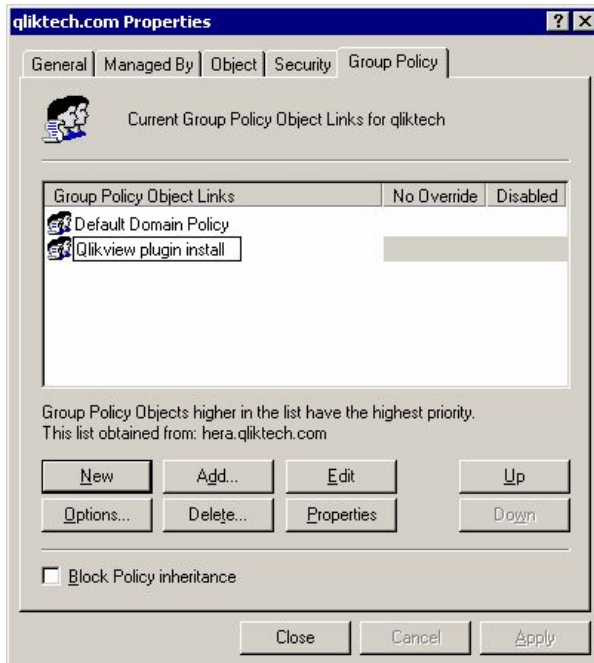 qliktech.com Properties
General Managed By Object Security Group Policy
Current Group Policy Object Links for qliktech
Group Policy Object Links No Override Disabled
Default Domain Policy
Qlikview plugin install
Group Policy Objects higher in the list have the highest priority.
This list obtained from: hera.qliktech.com
New Add... Edit Up
Options... Delete... Properties Down
Block Policy inheritance
Close Cancel Apply